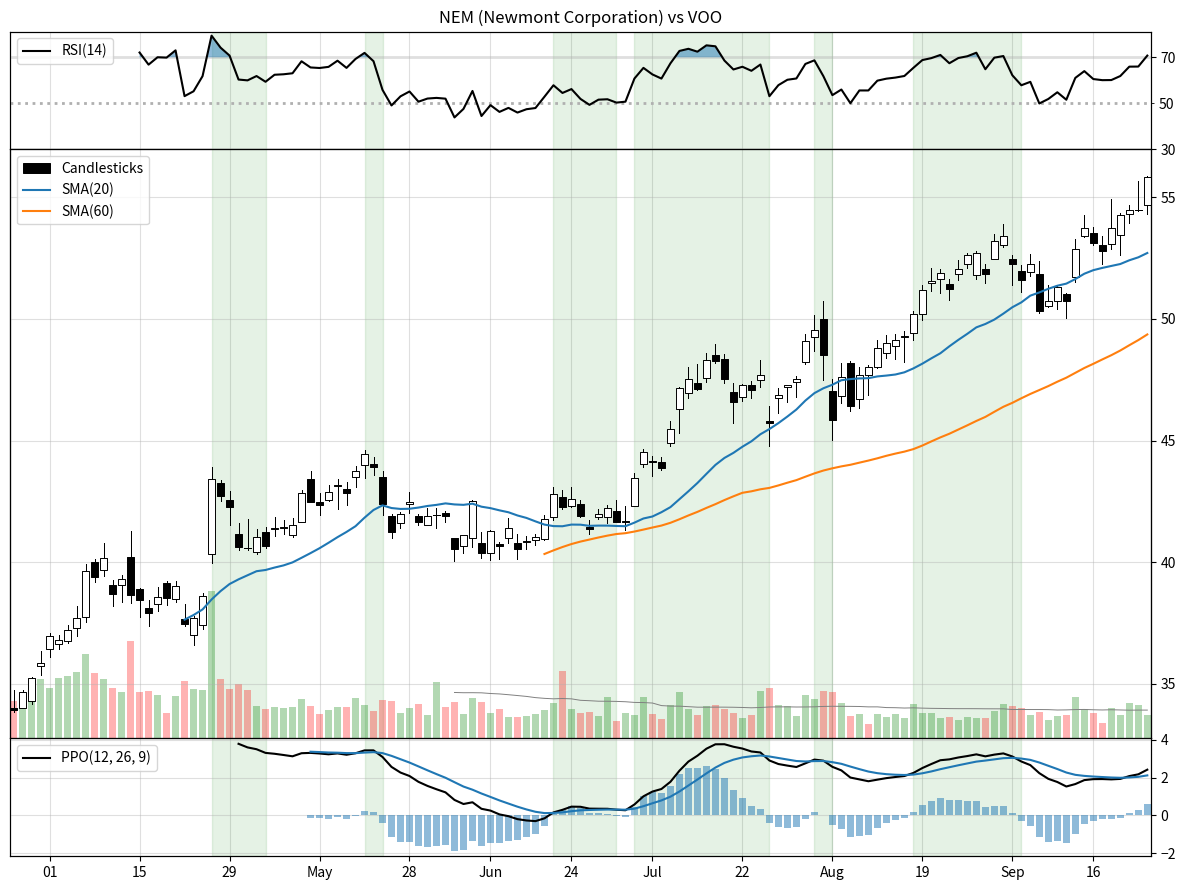 NEM (Newmont Corporation) vs VOO
RSI(14)
70
50
30
Candlesticks
SMA(20)
SMA(60)
55
50
45
40
35
PPO(12, 26, 9)
4
2
0
−2
01 15 29 May 28 Jun 24 Jul 22 Aug 19 Sep 16